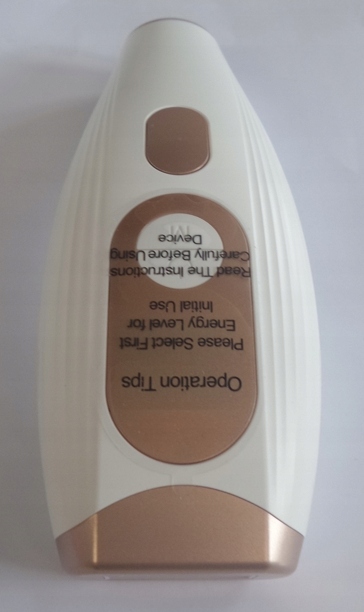 Operation Tips
Please Select First
Energy Level for
Initial Use
Read The Instructions
Carefully Before Using
Device